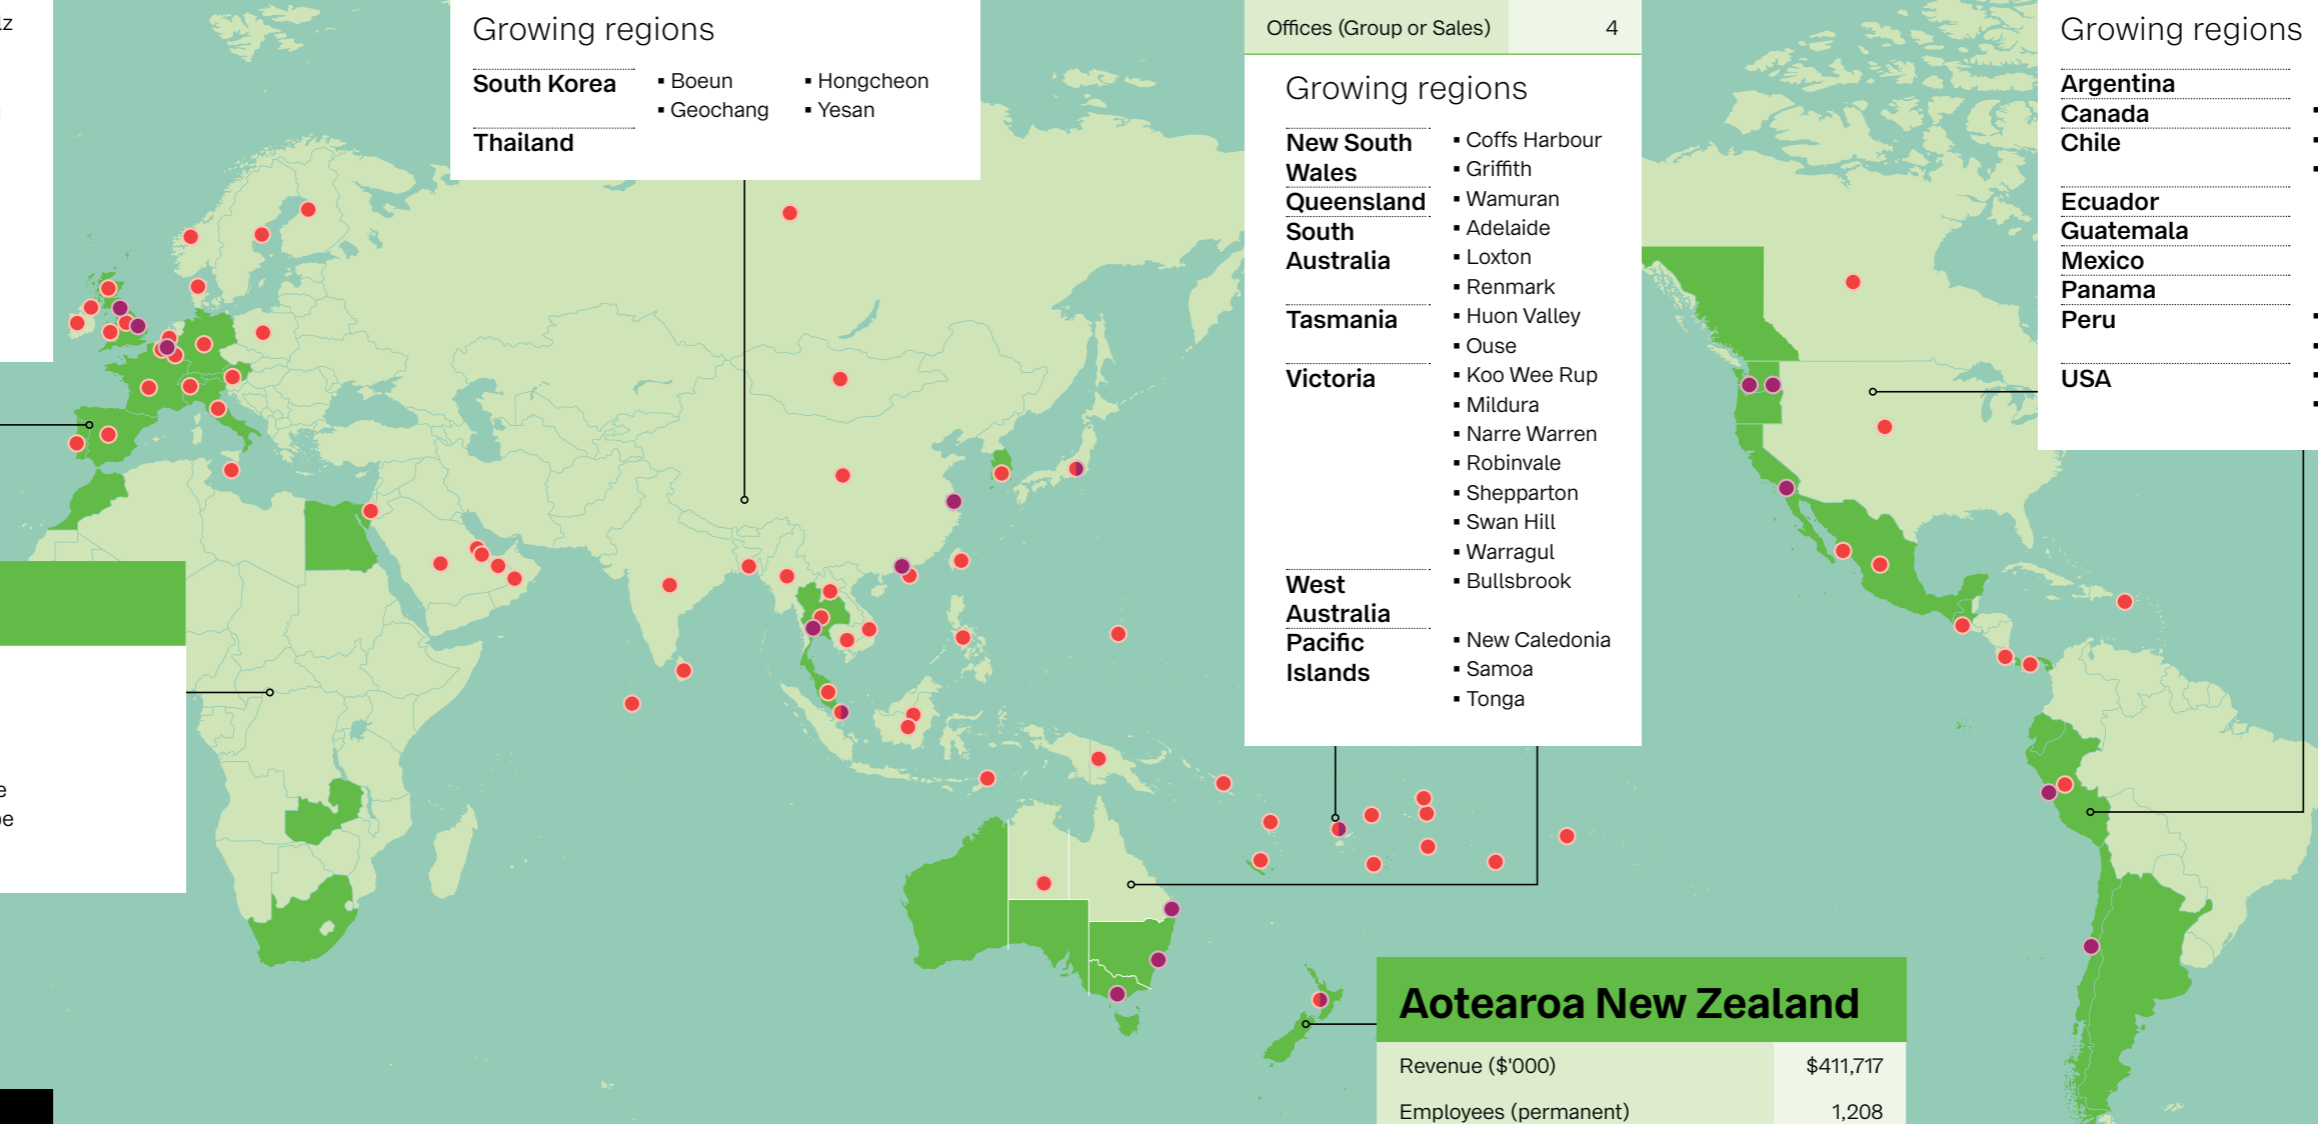 Growing regions
South Korea
▪ Boeun
▪ Hongcheon
▪ Geochang
▪ Yesan
Thailand
Offices (Group or Sales) 4
Growing regions
New South
Wales
▪ Coffs Harbour
▪ Griffith
Queensland
▪ Wamuran
South
Australia
▪ Adelaide
▪ Loxton
▪ Renmark
Tasmania
▪ Huon Valley
▪ Ouse
Victoria
▪ Koo Wee Rup
▪ Mildura
▪ Narre Warren
▪ Robinvale
▪ Shepparton
▪ Swan Hill
▪ Warragul
West
Australia
▪ Bullsbrook
Pacific
Islands
▪ New Caledonia
▪ Samoa
▪ Tonga
Growing regions
Argentina
Canada
Chile
Ecuador
Guatemala
Mexico
Panama
Peru
USA
Aotearoa New Zealand
Revenue ($'000) $411,717
Employees (permanent) 1,208